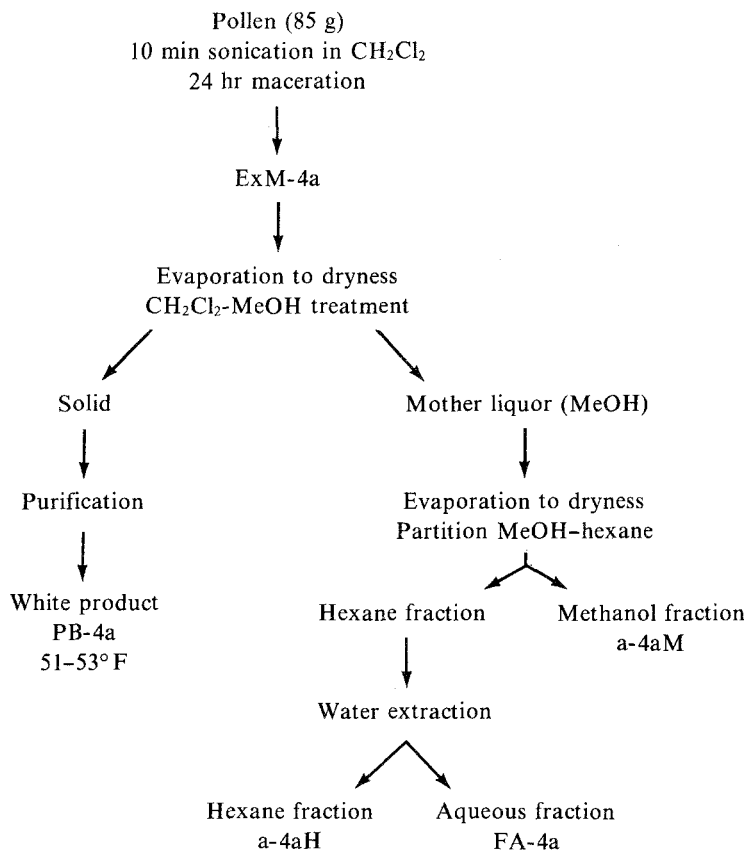 Pollen (85 g)
10 min sonication in CH₂Cl₂
24 hr maceration
ExM-4a
Evaporation to dryness
CH₂Cl₂-MeOH treatment
Solid
Mother liquor (MeOH)
Purification
Evaporation to dryness
Partition MeOH–hexane
White product
PB-4a
51–53° F
Hexane fraction
Methanol fraction
a-4aM
Water extraction
Hexane fraction
a-4aH
Aqueous fraction
FA-4a